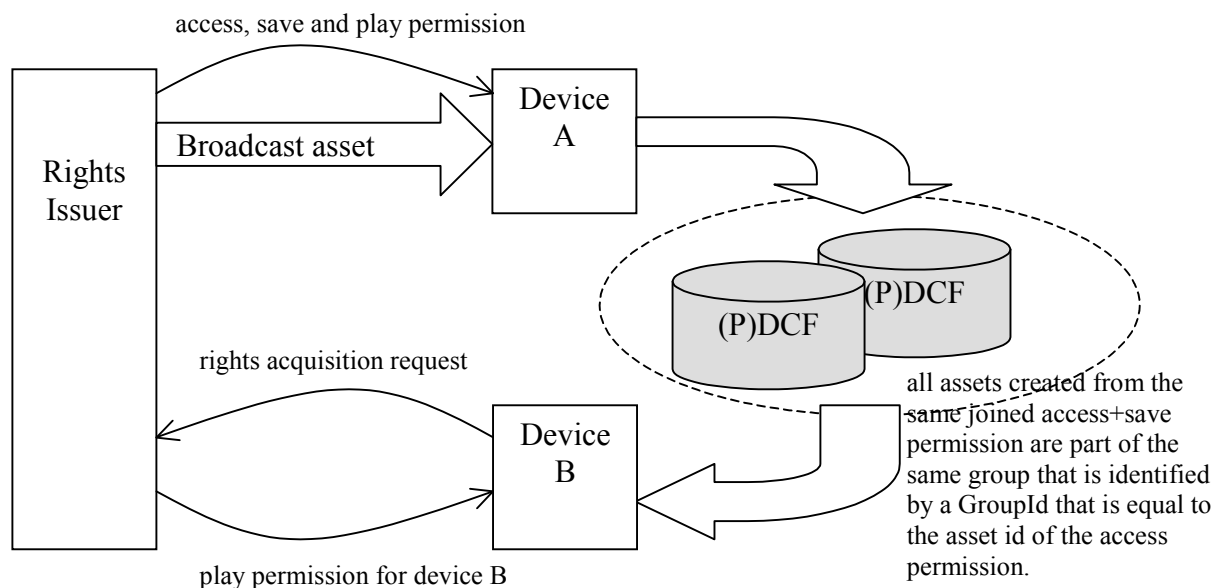 access, save and play permission
Device
A
Broadcast asset
Rights
Issuer
(P)DCF
(P)DCF
rights acquisition request
Device
B
all assets created from the
same joined access+save
permission are part of the
same group that is identified
by a GroupId that is equal to
the asset id of the access
permission.
play permission for device B